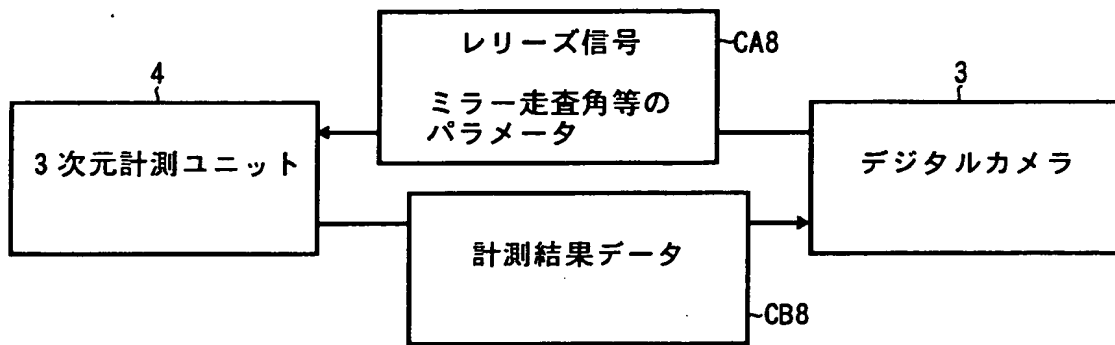 レリーズ信号
CA8
ミラー走査角等の
パラメータ
4
3次元計測ユニット
3
デジタルカメラ
計測結果データ
CB8